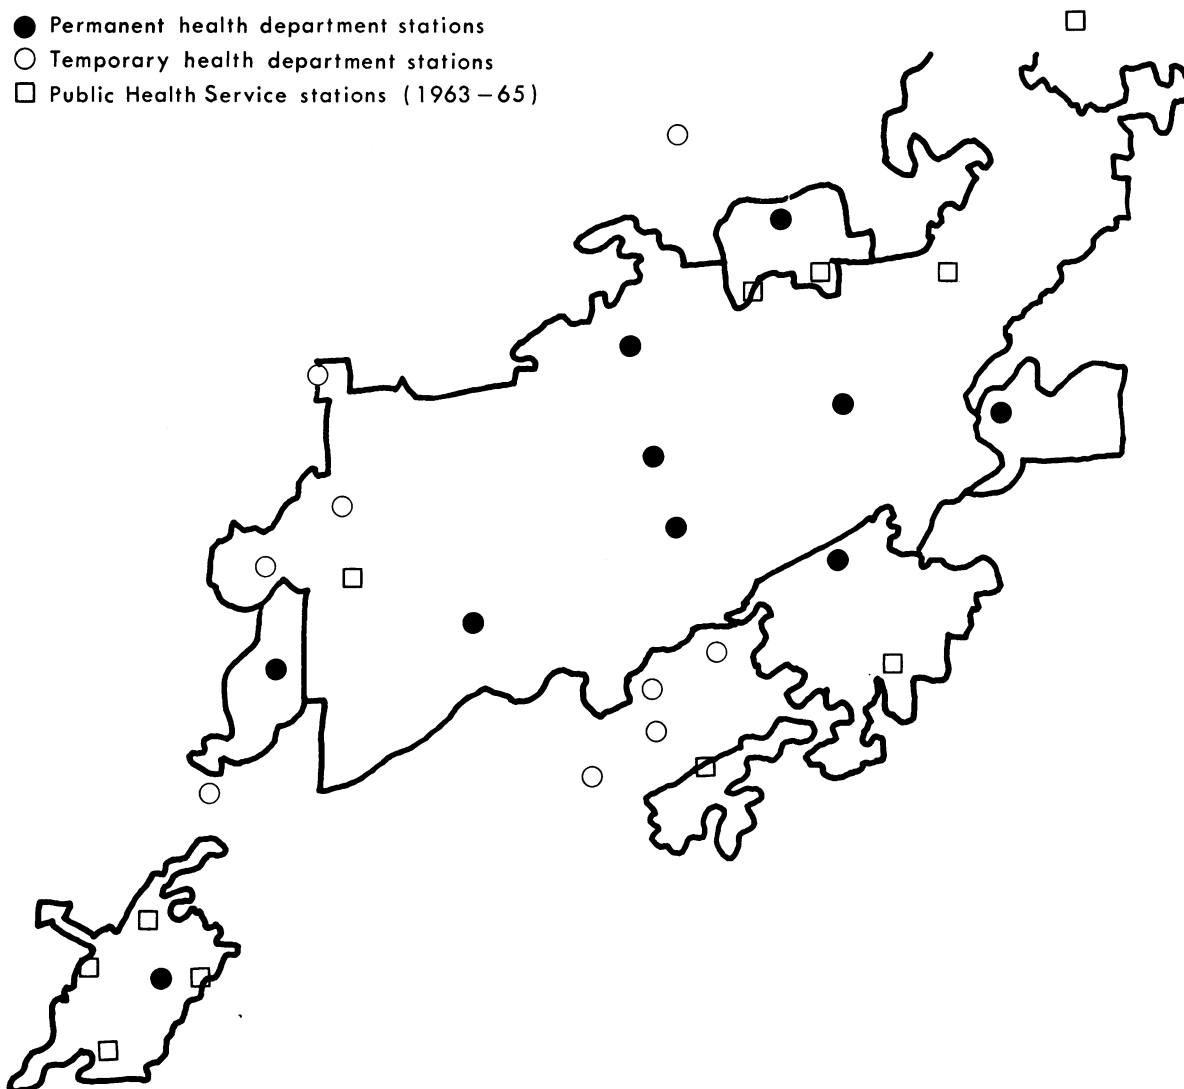 Permanent health department stations
Temporary health department stations
Public Health Service stations (1963–65)